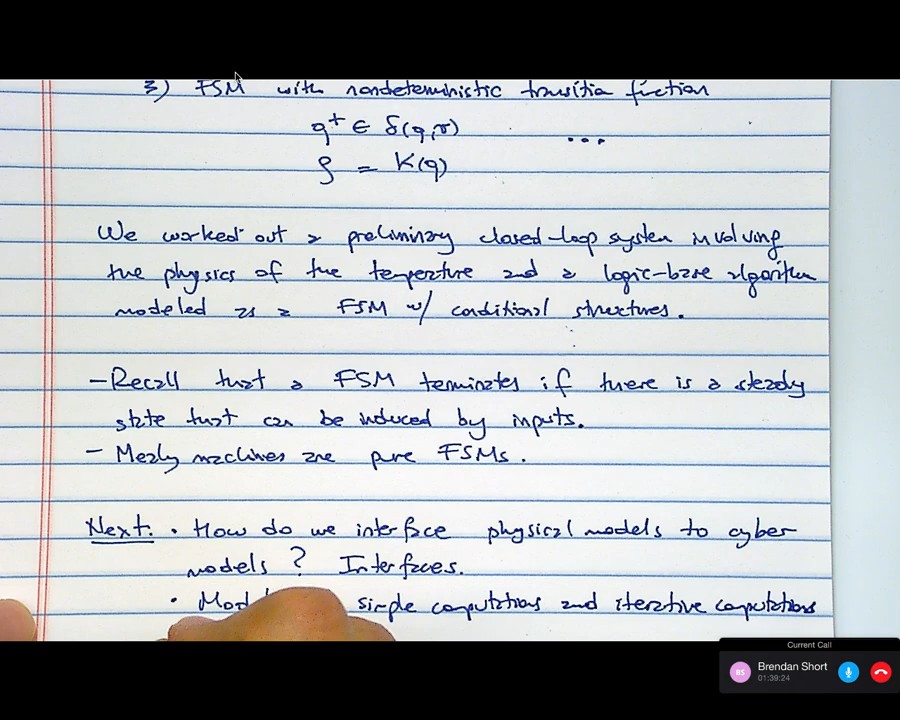 3) FSM with nondeterministic transitio fuction
q⁺ ∈ δ(q,σ) ...
ς = K(q)
We worked out a preliminary closed-loop system involving
the physics of the temperature and a logic-base algorithm
modeled as a FSM w/ conditional structures.
- Recall that a FSM terminates if there is a steady
state that can be induced by inputs.
- Mealy machines are pure FSMs.
Next: • How do we interface physical models to cyber
models? Interfaces.
• simple computations and iterative computations
Current Call
BS Brendan Short
01:39:24